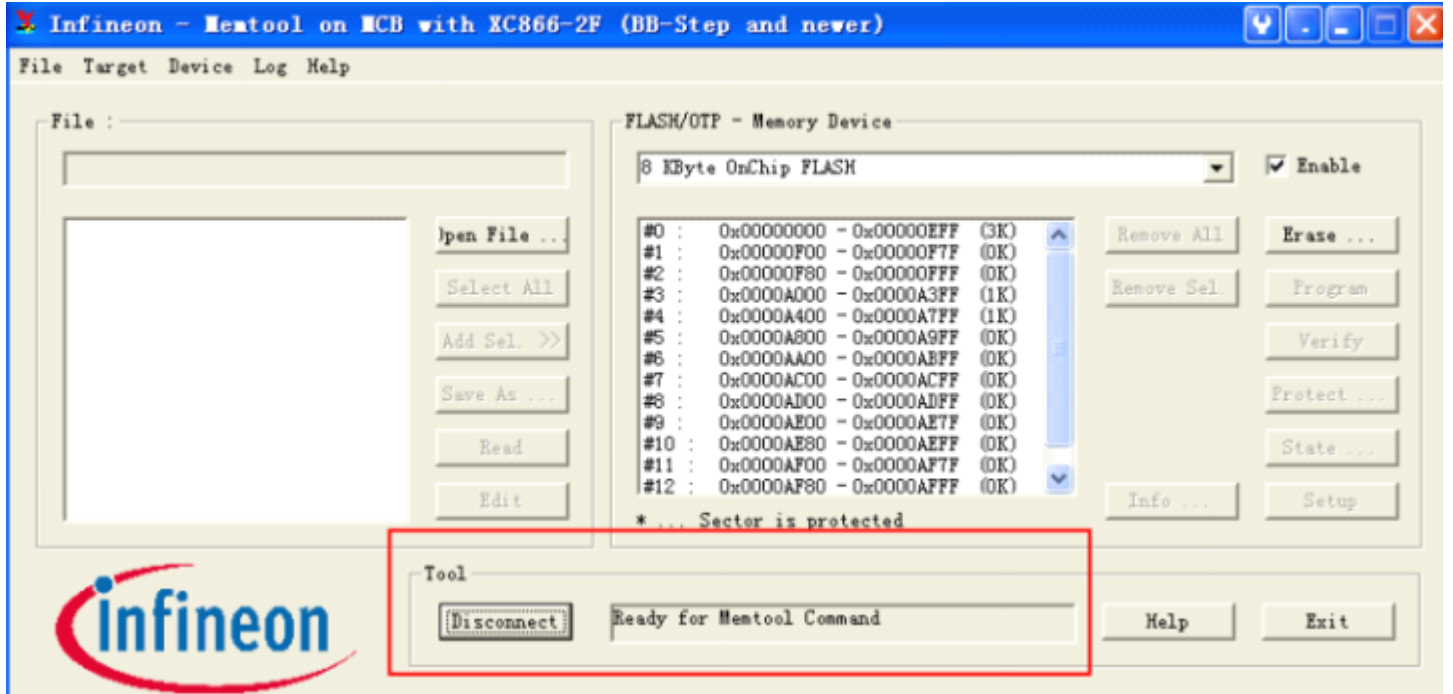 Infineon - Memtool on MCB with XC866-2F (BB-Step and newer)
File Target Device Log Help
File :
FLASH/OTP - Memory Device
8 KByte OnChip FLASH
Enable
Open File ...
Select All
Add Sel. >>
Save As ...
Read
Edit
#0 : 0x00000000 - 0x00000EFF (3K)
#1 : 0x00000F00 - 0x00000F7F (0K)
#2 : 0x00000F80 - 0x00000FFF (0K)
#3 : 0x0000A000 - 0x0000A3FF (1K)
#4 : 0x0000A400 - 0x0000A7FF (1K)
#5 : 0x0000A800 - 0x0000A9FF (0K)
#6 : 0x0000AA00 - 0x0000ABFF (0K)
#7 : 0x0000AC00 - 0x0000ACFF (0K)
#8 : 0x0000AD00 - 0x0000ADFF (0K)
#9 : 0x0000AE00 - 0x0000AE7F (0K)
#10 : 0x0000AE80 - 0x0000AEFF (0K)
#11 : 0x0000AF00 - 0x0000AF7F (0K)
#12 : 0x0000AF80 - 0x0000AFFF (0K)
* ... Sector is protected
Remove All
Remove Sel.
Info ...
Erase ...
Program
Verify
Protect ...
State ...
Setup
infineon
Tool
Disconnect
Ready for Memtool Command
Help
Exit